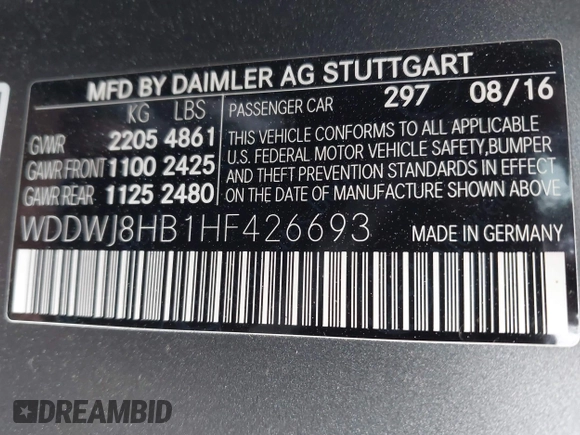 MFD BY DAIMLER AG STUTTGART
KG LBS PASSENGER CAR 297 08/16
GVWR 2205 4861
GAWR FRONT 1100 2425
GAWR REAR 1125 2480
THIS VEHICLE CONFORMS TO ALL APPLICABLE
U.S. FEDERAL MOTOR VEHICLE SAFETY,BUMPER
AND THEFT PREVENTION STANDARDS IN EFFECT
ON THE DATE OF MANUFACTURE SHOWN ABOVE
WDDWJ8HB1HF426693 MADE IN GERMANY
DREAMBID